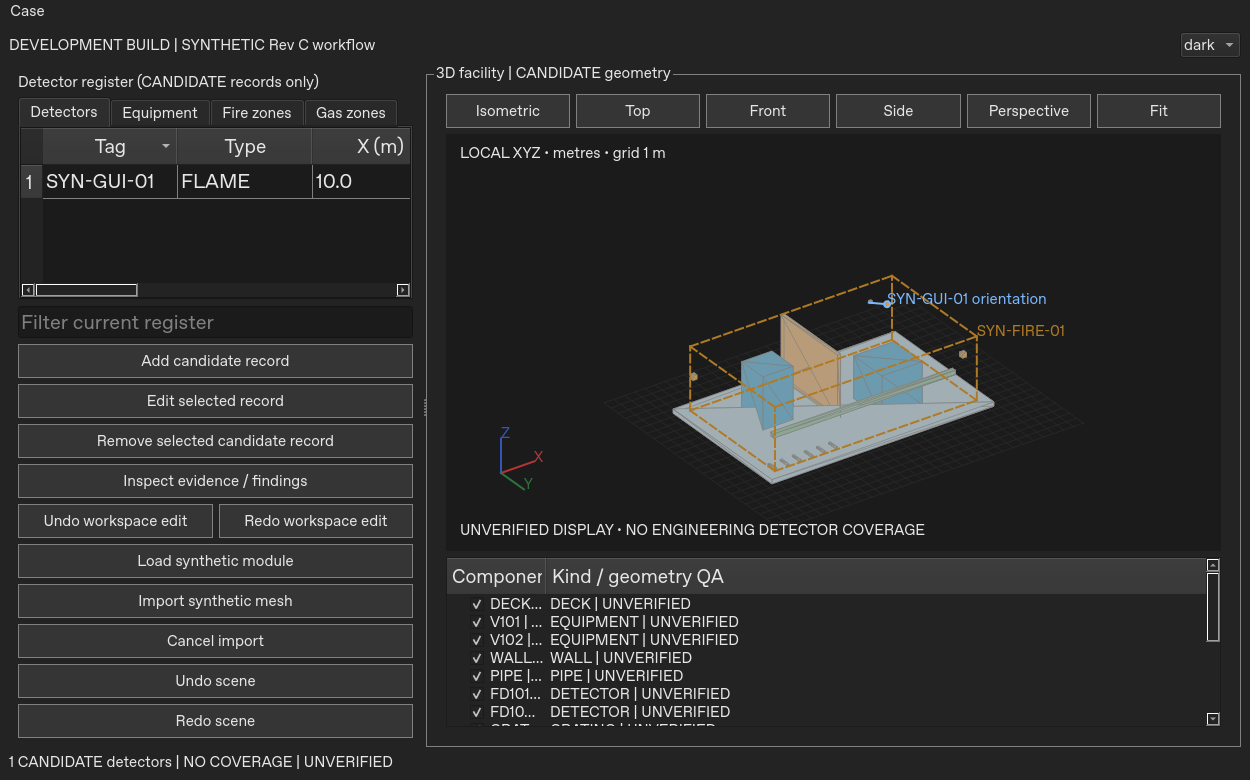 Case
DEVELOPMENT BUILD | SYNTHETIC Rev C workflow
dark
Detector register (CANDIDATE records only)
Detectors Equipment Fire zones Gas zones
Tag Type X (m)
1 SYN-GUI-01 FLAME 10.0
Filter current register
Add candidate record
Edit selected record
Remove selected candidate record
Inspect evidence / findings
Undo workspace edit Redo workspace edit
Load synthetic module
Import synthetic mesh
Cancel import
Undo scene
Redo scene
3D facility | CANDIDATE geometry
Isometric Top Front Side Perspective Fit
LOCAL XYZ • metres • grid 1 m
SYN-GUI-01 orientation
SYN-FIRE-01
Z
X
Y
UNVERIFIED DISPLAY • NO ENGINEERING DETECTOR COVERAGE
Componer Kind / geometry QA
DECK... DECK | UNVERIFIED
V101 | ... EQUIPMENT | UNVERIFIED
V102 |... EQUIPMENT | UNVERIFIED
WALL... WALL | UNVERIFIED
PIPE |... PIPE | UNVERIFIED
FD101... DETECTOR | UNVERIFIED
FD10... DETECTOR | UNVERIFIED
1 CANDIDATE detectors | NO COVERAGE | UNVERIFIED